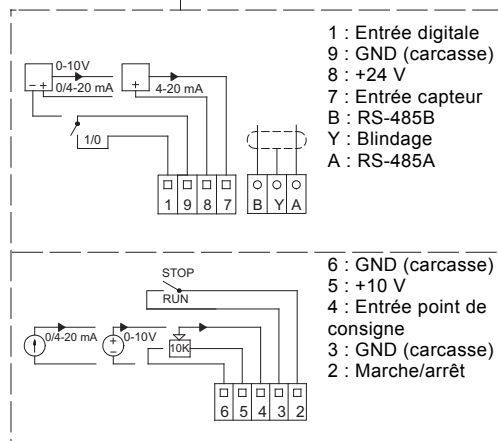 0-10V
0/4-20 mA
- +
+
4-20 mA
1/0
1 9 8 7
B Y A
1 : Entrée digitale
9 : GND (carcasse)
8 : +24 V
7 : Entrée capteur
B : RS-485B
Y : Blindage
A : RS-485A
STOP
RUN
0/4-20 mA
+
-
0-10V
10K
6 5 4 3 2
6 : GND (carcasse)
5 : +10 V
4 : Entrée point de
consigne
3 : GND (carcasse)
2 : Marche/arrêt